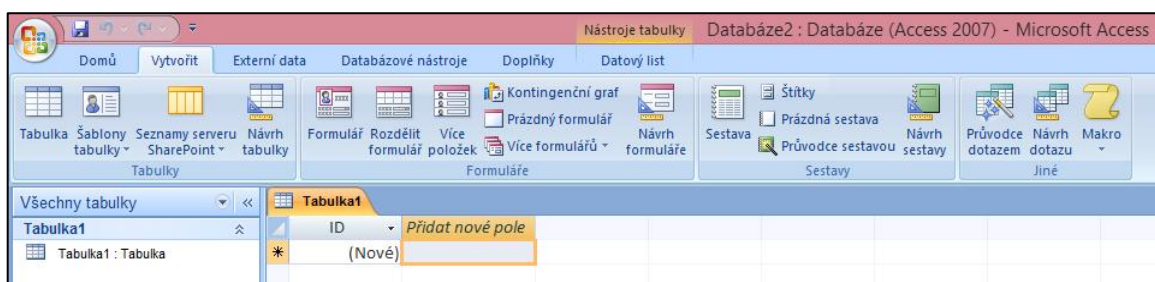 Nástroje tabulky
Databáze2 : Databáze (Access 2007) - Microsoft Access
Domů Vytvořit Externí data Databázové nástroje Doplňky Datový list
Tabulka
Šablony
tabulky
Seznamy serveru
SharePoint
Návrh
tabulky
Tabulky
Formulář
Rozdělit
formulář
Více
položek
Kontingenční graf
Prázdný formulář
Více formulářů
Návrh
formuláře
Formuláře
Sestava
Štítky
Prázdná sestava
Průvodce sestavou
Návrh
sestavy
Sestavy
Průvodce
dotazem
Návrh
dotazu
Makro
Jiné
Všechny tabulky
Tabulka1
Tabulka1 : Tabulka
Tabulka1
ID Přidat nové pole
(Nové)